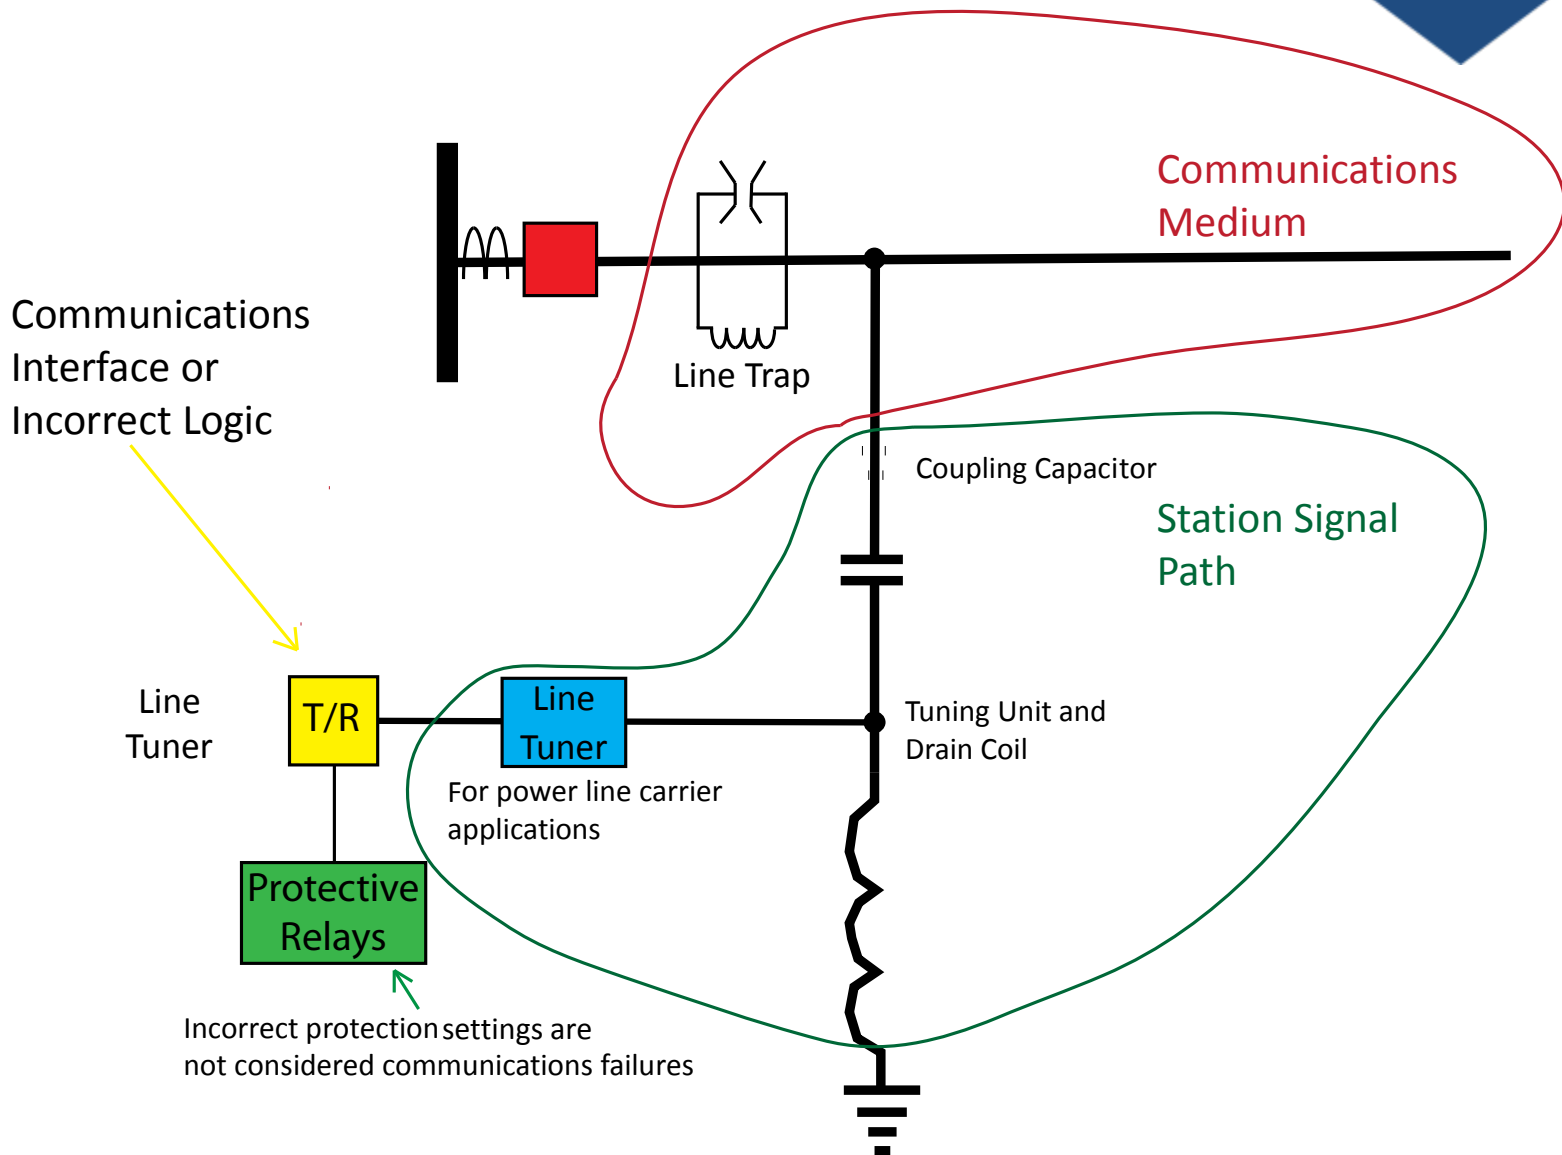 Communications
Medium
Communications
Interface or
Incorrect Logic
Line Trap
Coupling Capacitor
Station Signal
Path
Line
Tuner
T/R
Line
Tuner
Tuning Unit and
Drain Coil
For power line carrier
applications
Protective
Relays
Incorrect protection settings are
not considered communications failures